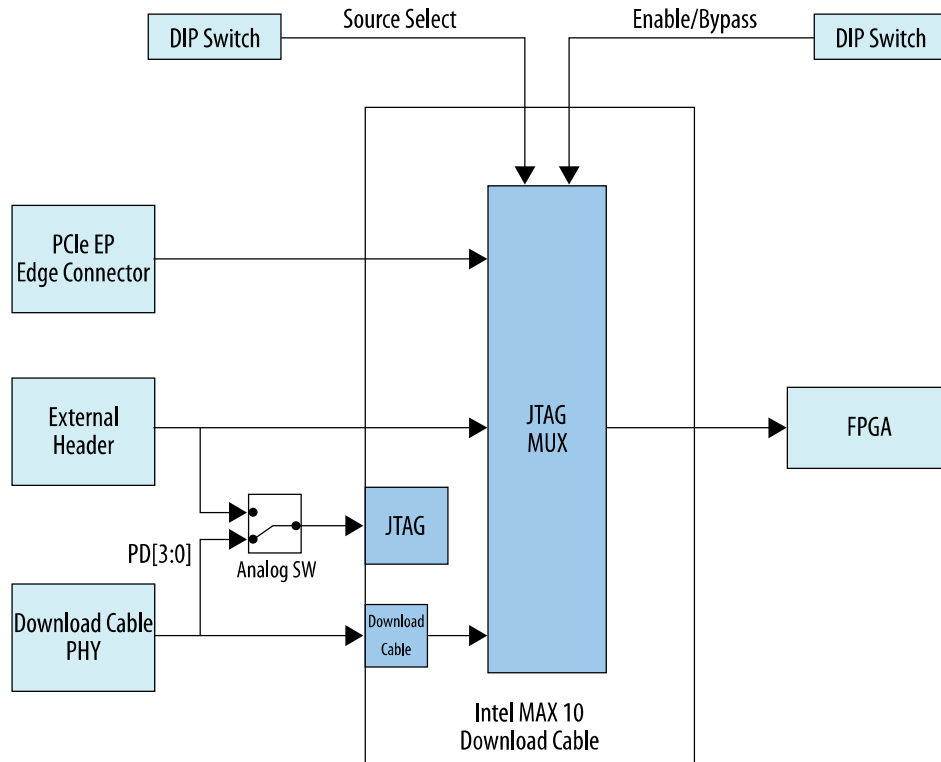 Source Select
Enable/Bypass
DIP Switch
DIP Switch
PCIe EP
Edge Connector
External
Header
JTAG
MUX
FPGA
JTAG
PD[3:0]
Analog SW
Download Cable
PHY
Download
Cable
Intel MAX 10
Download Cable